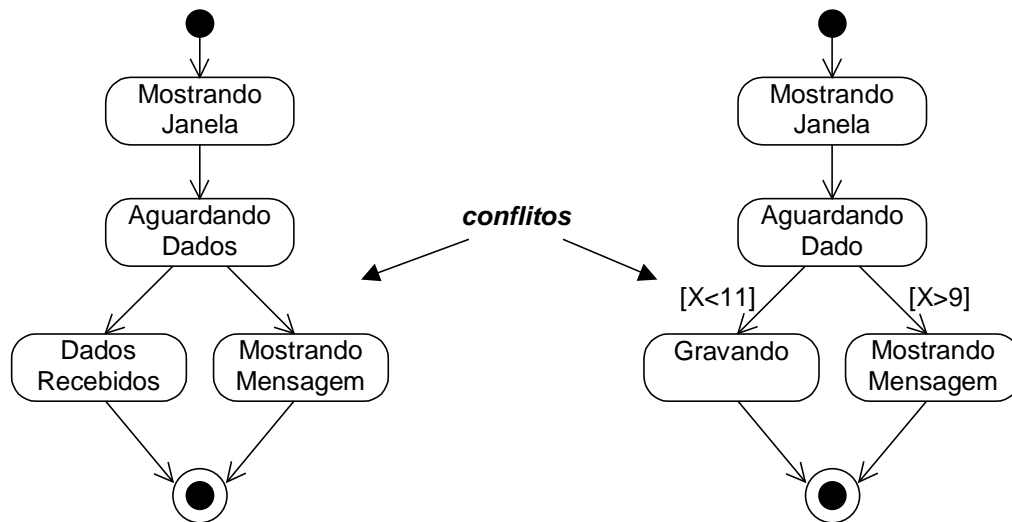 Mostrando
Janela
Aguardando
Dados
Dados
Recebidos
Mostrando
Mensagem
conflitos
Mostrando
Janela
Aguardando
Dado
[X<11]
[X>9]
Gravando
Mostrando
Mensagem